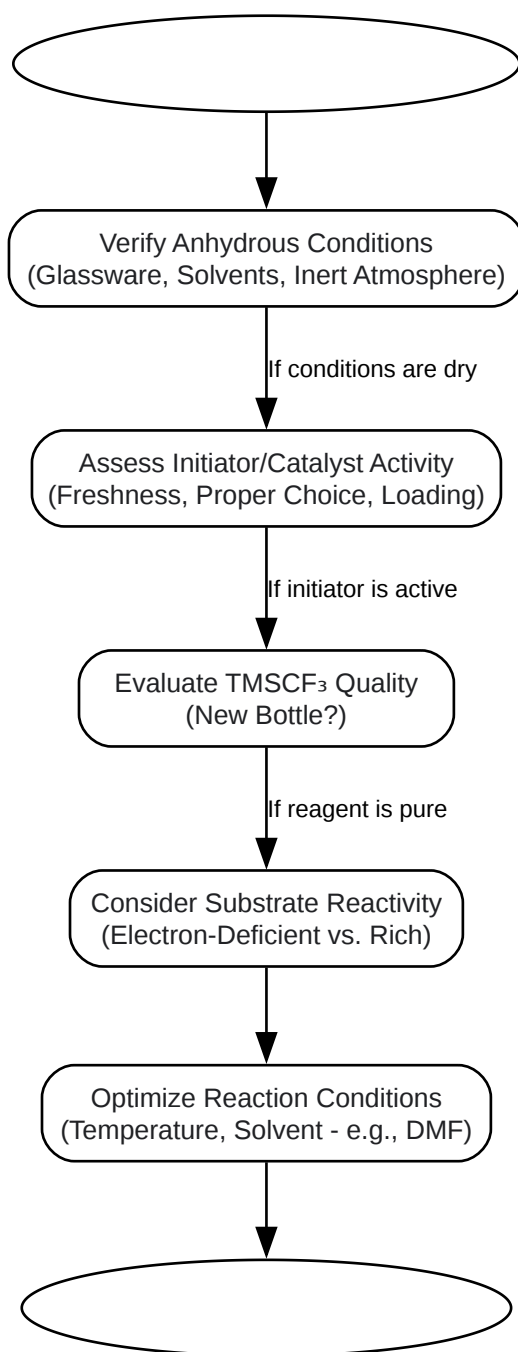 Verify Anhydrous Conditions
(Glassware, Solvents, Inert Atmosphere)
If conditions are dry
Assess Initiator/Catalyst Activity
(Freshness, Proper Choice, Loading)
If initiator is active
Evaluate TMSCF₃ Quality
(New Bottle?)
If reagent is pure
Consider Substrate Reactivity
(Electron-Deficient vs. Rich)
Optimize Reaction Conditions
(Temperature, Solvent - e.g., DMF)